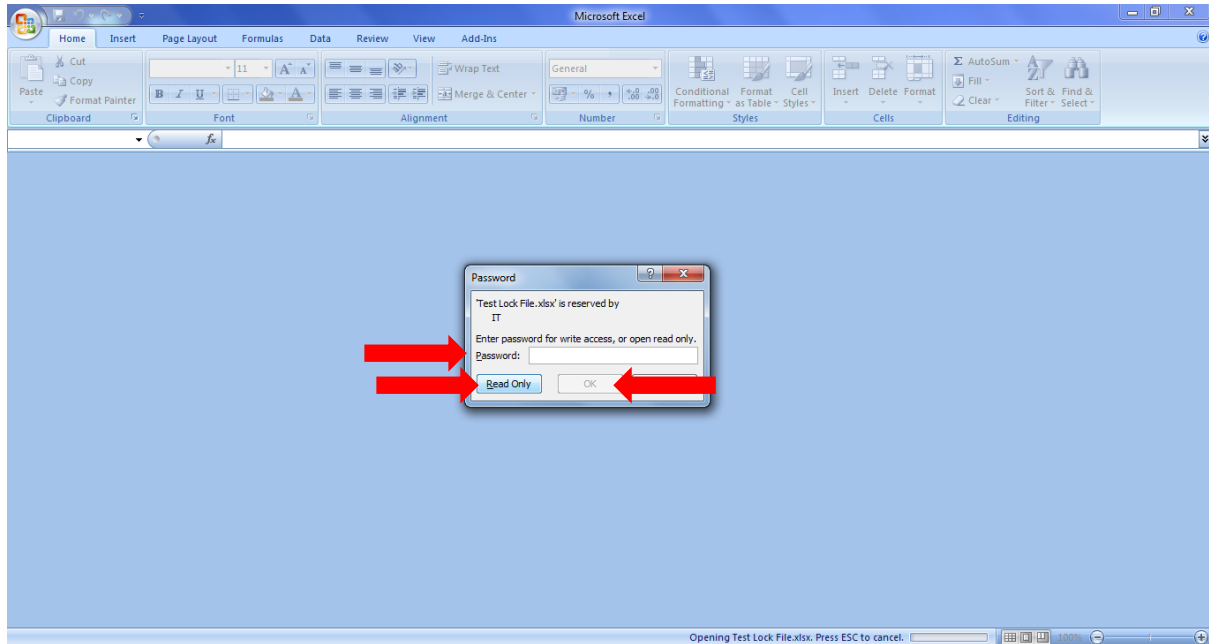 Microsoft Excel
Home Insert Page Layout Formulas Data Review View Add-Ins
Cut
Copy
Paste
Format Painter
Clipboard
11 A A
B I U A
Font
Wrap Text
Merge & Center
Alignment
General
% , .0 .00 .00 .0
Number
Conditional Formatting
Format as Table
Cell Styles
Styles
Insert Delete Format
Cells
Σ AutoSum
Fill
Clear
Sort & Filter
Find & Select
Editing
fx
Password
'Test Lock File.xlsx' is reserved by
IT
Enter password for write access, or open read only.
Password:
Read Only OK
Opening Test Lock File.xlsx. Press ESC to cancel. 100%